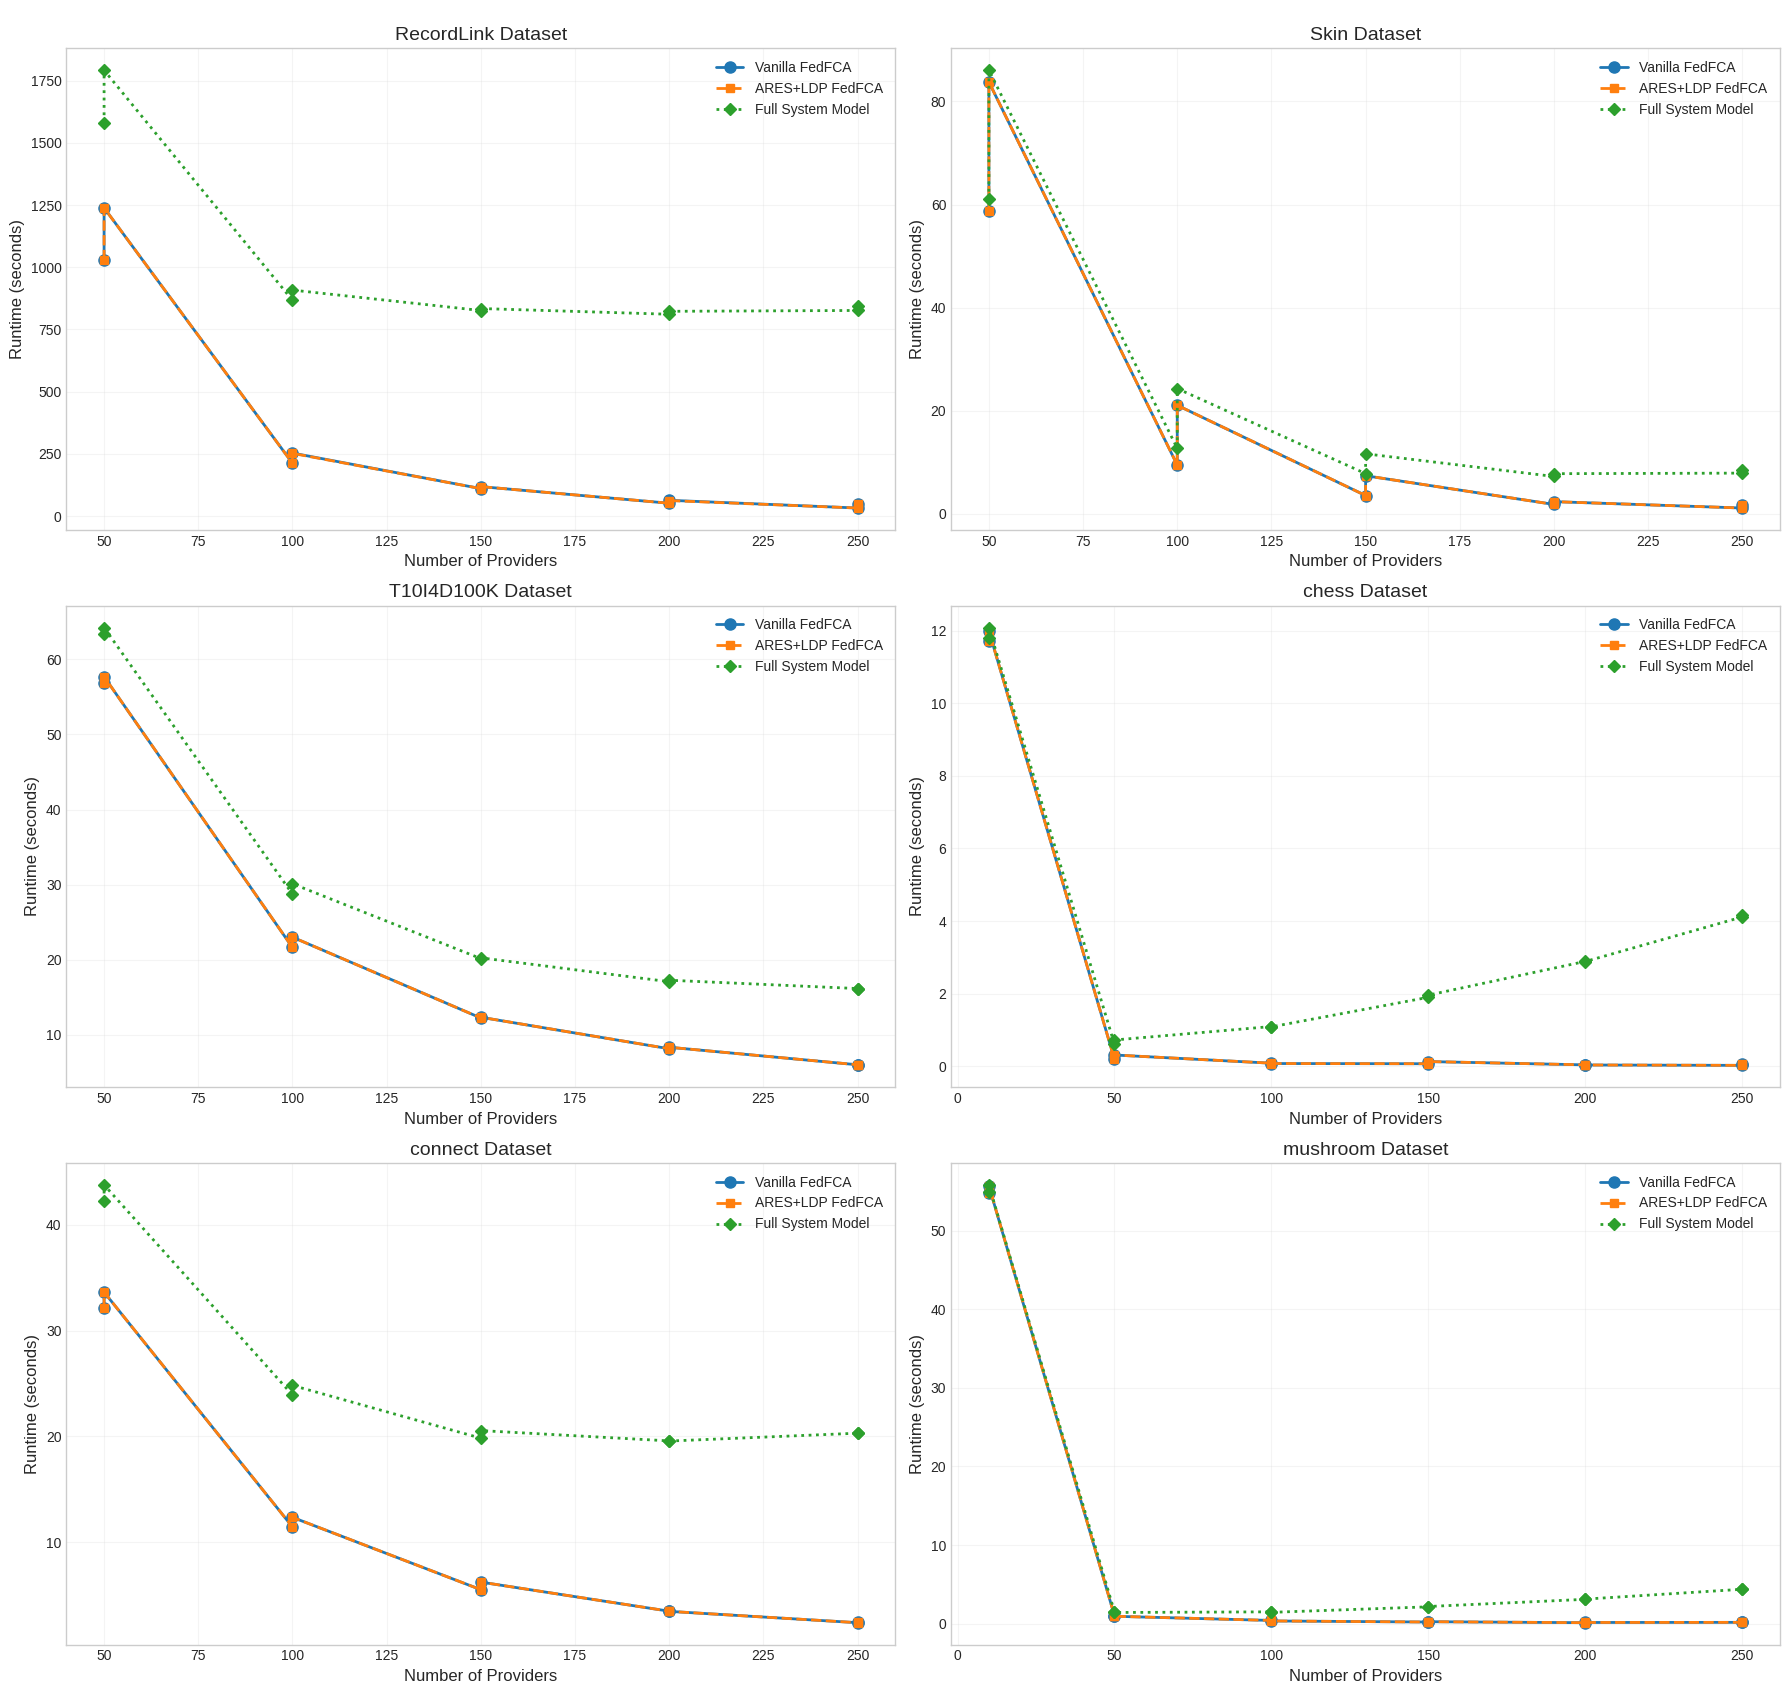 RecordLink Dataset
Runtime (seconds)
1750
1500
1250
1000
750
500
250
0
Vanilla FedFCA
ARES+LDP FedFCA
Full System Model
50 75 100 125 150 175 200 225 250
Number of Providers
Skin Dataset
Runtime (seconds)
80
60
40
20
0
Vanilla FedFCA
ARES+LDP FedFCA
Full System Model
50 75 100 125 150 175 200 225 250
Number of Providers
T10I4D100K Dataset
Runtime (seconds)
60
50
40
30
20
10
Vanilla FedFCA
ARES+LDP FedFCA
Full System Model
50 75 100 125 150 175 200 225 250
Number of Providers
chess Dataset
Runtime (seconds)
12
10
8
6
4
2
0
Vanilla FedFCA
ARES+LDP FedFCA
Full System Model
0 50 100 150 200 250
Number of Providers
connect Dataset
Runtime (seconds)
40
30
20
10
Vanilla FedFCA
ARES+LDP FedFCA
Full System Model
50 75 100 125 150 175 200 225 250
Number of Providers
mushroom Dataset
Runtime (seconds)
50
40
30
20
10
0
Vanilla FedFCA
ARES+LDP FedFCA
Full System Model
0 50 100 150 200 250
Number of Providers